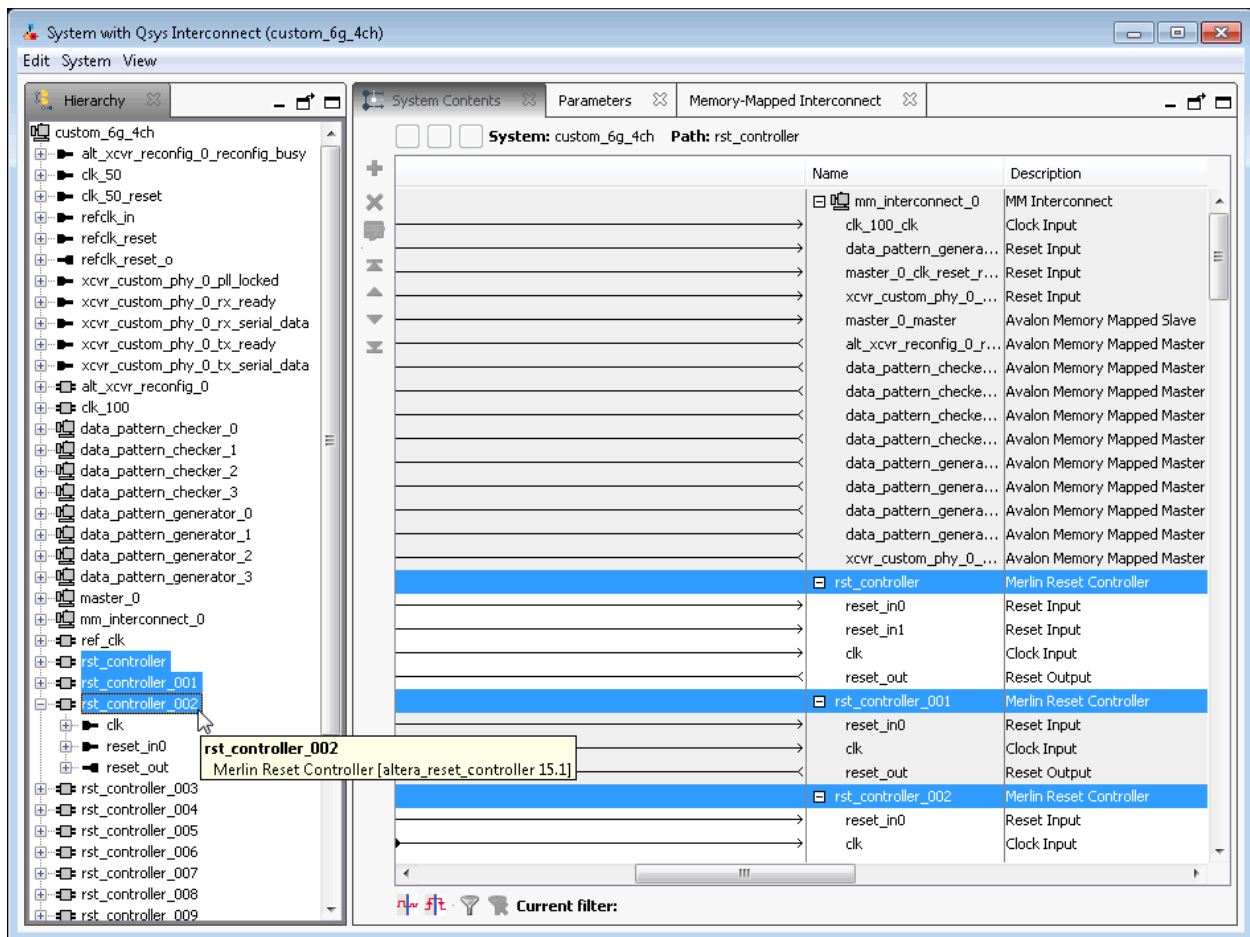 System with Qsys Interconnect (custom_6g_4ch)
Edit System View
Hierarchy
custom_6g_4ch
alt_xcvr_reconfig_0_reconfig_busy
clk_50
clk_50_reset
refclk_in
refclk_reset
refclk_reset_o
xcvr_custom_phy_0_pll_locked
xcvr_custom_phy_0_rx_ready
xcvr_custom_phy_0_rx_serial_data
xcvr_custom_phy_0_tx_ready
xcvr_custom_phy_0_tx_serial_data
alt_xcvr_reconfig_0
clk_100
data_pattern_checker_0
data_pattern_checker_1
data_pattern_checker_2
data_pattern_checker_3
data_pattern_generator_0
data_pattern_generator_1
data_pattern_generator_2
data_pattern_generator_3
master_0
mm_interconnect_0
ref_clk
rst_controller
rst_controller_001
rst_controller_002
clk
reset_in0
reset_out
rst_controller_003
rst_controller_004
rst_controller_005
rst_controller_006
rst_controller_007
rst_controller_008
rst_controller_009
rst_controller_002
Merlin Reset Controller [altera_reset_controller 15.1]
System Contents Parameters Memory-Mapped Interconnect
System: custom_6g_4ch Path: rst_controller
Name Description
mm_interconnect_0 MM Interconnect
clk_100_clk Clock Input
data_pattern_genera... Reset Input
master_0_clk_reset_r... Reset Input
xcvr_custom_phy_0_... Reset Input
master_0_master Avalon Memory Mapped Slave
alt_xcvr_reconfig_0_r... Avalon Memory Mapped Master
data_pattern_checke... Avalon Memory Mapped Master
data_pattern_checke... Avalon Memory Mapped Master
data_pattern_checke... Avalon Memory Mapped Master
data_pattern_checke... Avalon Memory Mapped Master
data_pattern_genera... Avalon Memory Mapped Master
data_pattern_genera... Avalon Memory Mapped Master
data_pattern_genera... Avalon Memory Mapped Master
data_pattern_genera... Avalon Memory Mapped Master
xcvr_custom_phy_0_... Avalon Memory Mapped Master
rst_controller Merlin Reset Controller
reset_in0 Reset Input
reset_in1 Reset Input
clk Clock Input
reset_out Reset Output
rst_controller_001 Merlin Reset Controller
reset_in0 Reset Input
clk Clock Input
reset_out Reset Output
rst_controller_002 Merlin Reset Controller
reset_in0 Reset Input
clk Clock Input
Current filter: